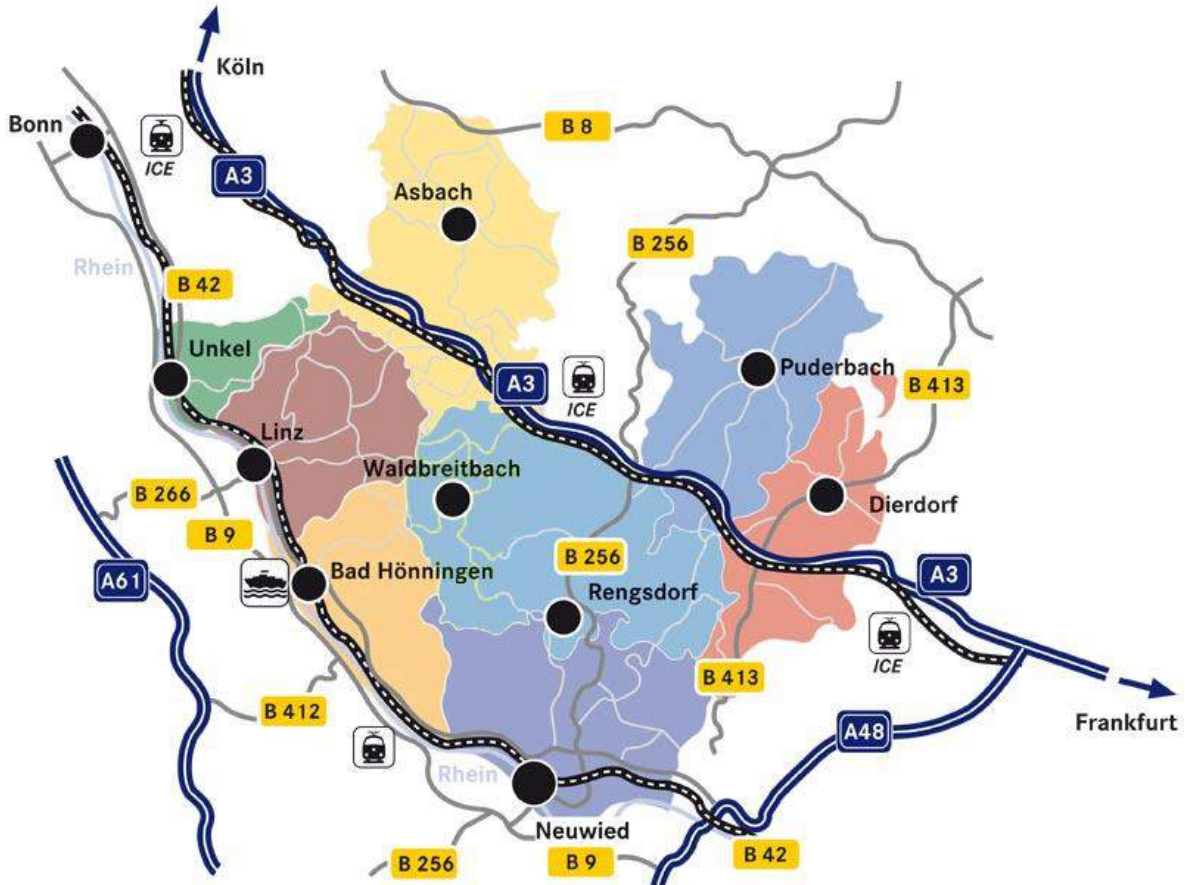 Köln
Bonn
B 8
ICE
A3
Asbach
B 256
Rhein
B 42
Unkel
Puderbach
A3
B 413
ICE
Linz
Waldbreitbach
B 266
Dierdorf
B 9
B 256
A61
Bad Hönningen
A3
Rengsdorf
ICE
B 413
B 412
Frankfurt
A48
Rhein
Neuwied
B 42
B 256
B 9